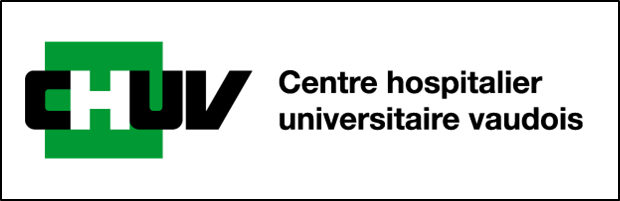 CHUV
Centre hospitalier
universitaire vaudois